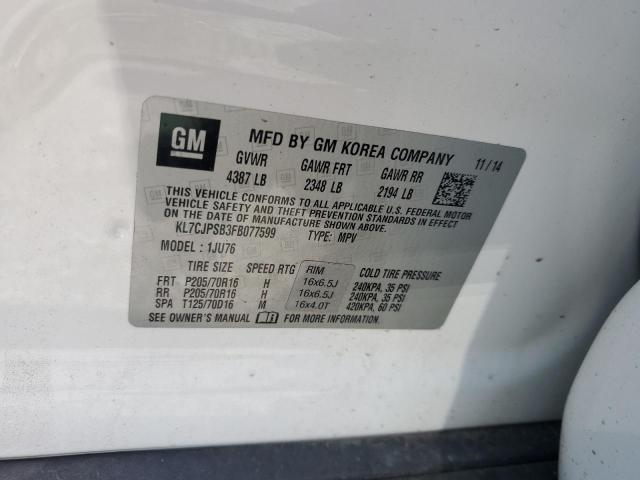 GM MFD BY GM KOREA COMPANY 11/14
GVWR GAWR FRT GAWR RR
4387 LB 2348 LB 2194 LB
THIS VEHICLE CONFORMS TO ALL APPLICABLE U.S. FEDERAL MOTOR
VEHICLE SAFETY AND THEFT PREVENTION STANDARDS IN EFFECT
ON THE DATE OF MANUFACTURE SHOWN ABOVE.
KL7CJPSB3FB077599 TYPE: MPV
MODEL: 1JU76
TIRE SIZE SPEED RTG RIM COLD TIRE PRESSURE
FRT P205/70R16 H 16x6.5J 240KPA, 35 PSI
RR P205/70R16 H 16x6.5J 240KPA, 35 PSI
SPA T125/70D16 M 16x4.0T 420KPA, 60 PSI
SEE OWNER'S MANUAL FOR MORE INFORMATION.